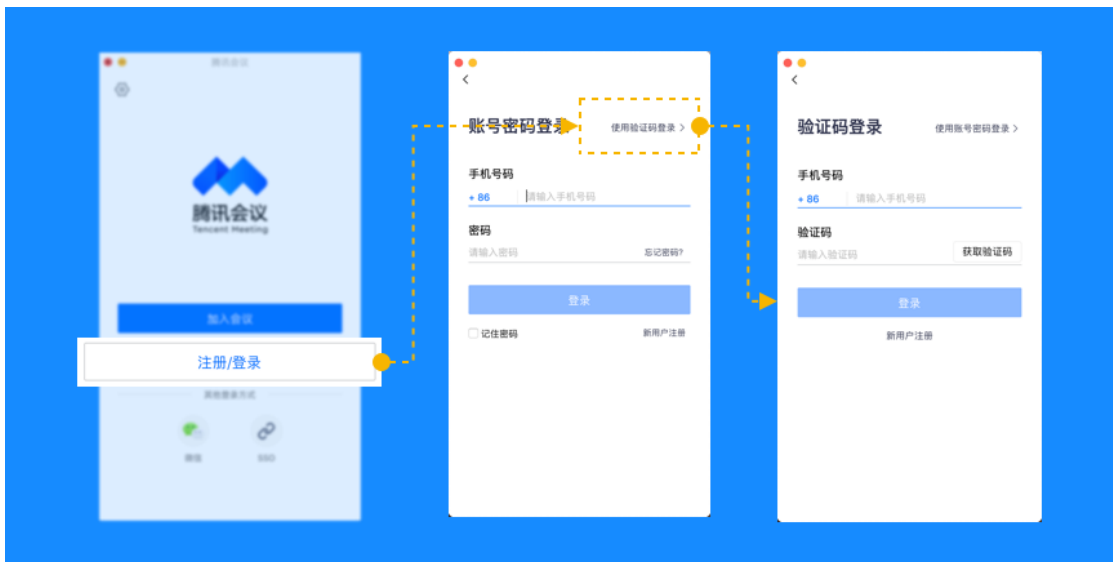 腾讯会议
腾讯会议
Tencent Meeting
加入会议
注册/登录
其他登录方式
微信
SSO
账号密码登录
使用验证码登录 >
手机号码
+ 86
请输入手机号码
密码
请输入密码
忘记密码?
登录
记住密码
新用户注册
验证码登录
使用账号密码登录 >
手机号码
+ 86
请输入手机号码
验证码
请输入验证码
获取验证码
登录
新用户注册